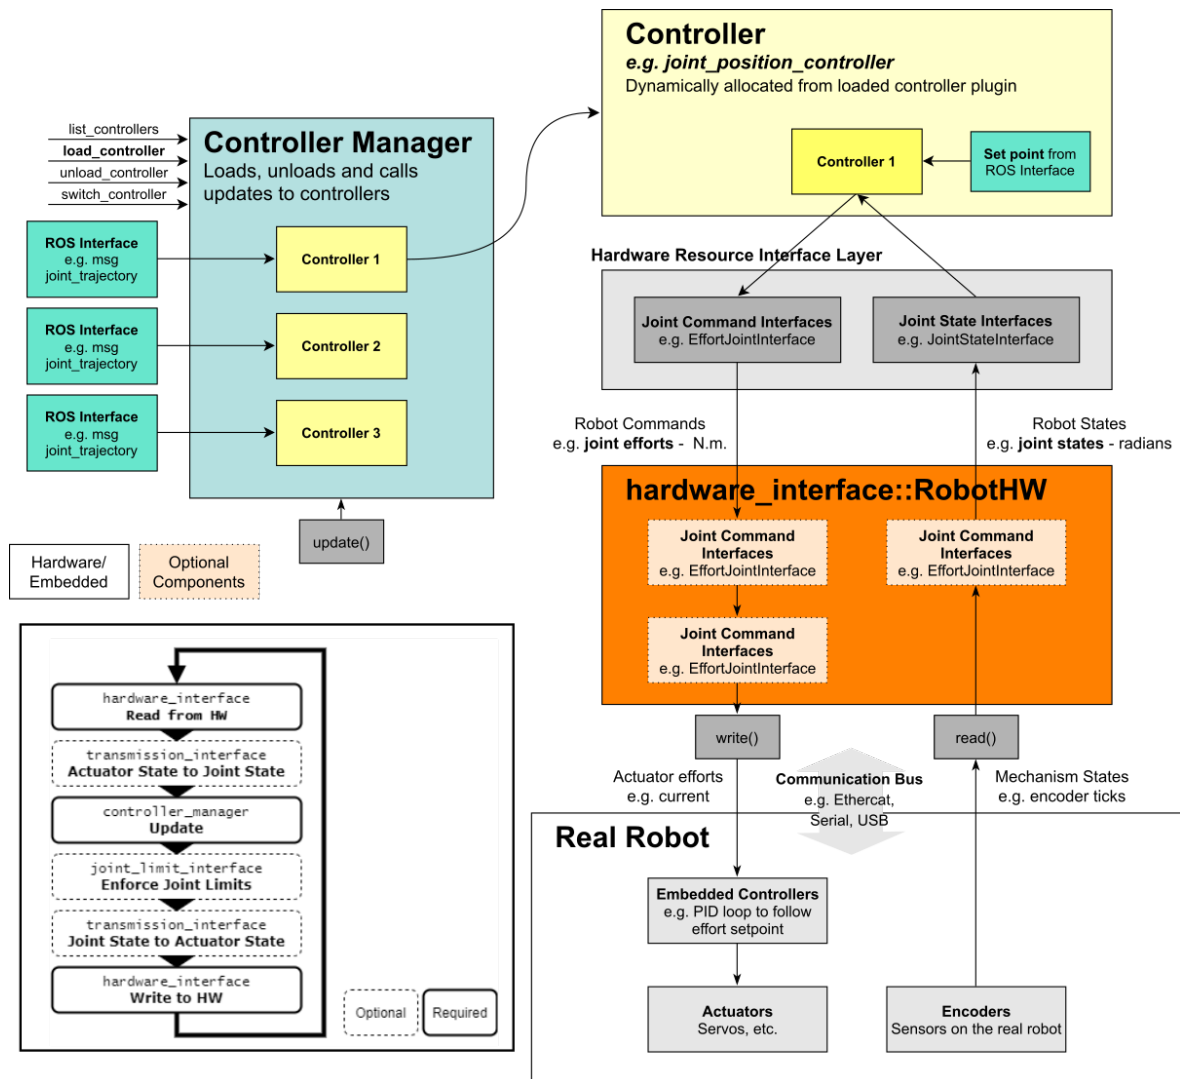 Controller
e.g. joint_position_controller
Dynamically allocated from loaded controller plugin
Controller 1
Set point from
ROS Interface
list_controllers
load_controller
unload_controller
switch_controller
Controller Manager
Loads, unloads and calls
updates to controllers
ROS Interface
e.g. msg
joint_trajectory
Controller 1
ROS Interface
e.g. msg
joint_trajectory
Controller 2
ROS Interface
e.g. msg
joint_trajectory
Controller 3
update()
Hardware/
Embedded
Optional
Components
Hardware Resource Interface Layer
Joint Command Interfaces
e.g. EffortJointInterface
Joint State Interfaces
e.g. JointStateInterface
Robot Commands
e.g. joint efforts - N.m.
Robot States
e.g. joint states - radians
hardware_interface::RobotHW
Joint Command
Interfaces
e.g. EffortJointInterface
Joint Command
Interfaces
e.g. EffortJointInterface
Joint Command
Interfaces
e.g. EffortJointInterface
write()
read()
Actuator efforts
e.g. current
Communication Bus
e.g. Ethercat,
Serial, USB
Mechanism States
e.g. encoder ticks
Real Robot
Embedded Controllers
e.g. PID loop to follow
effort setpoint
Actuators
Servos, etc.
Encoders
Sensors on the real robot
hardware_interface
Read from HW
transmission_interface
Actuator State to Joint State
controller_manager
Update
joint_limit_interface
Enforce Joint Limits
transmission_interface
Joint State to Actuator State
hardware_interface
Write to HW
Optional
Required